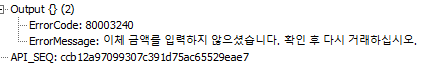 Output {} (2)
ErrorCode: 80003240
ErrorMessage: 이체 금액를 입력하지 않으셨습니다. 확인 후 다시 거래하십시오.
API_SEQ: ccb12a97099307c391d75ac65529eae7